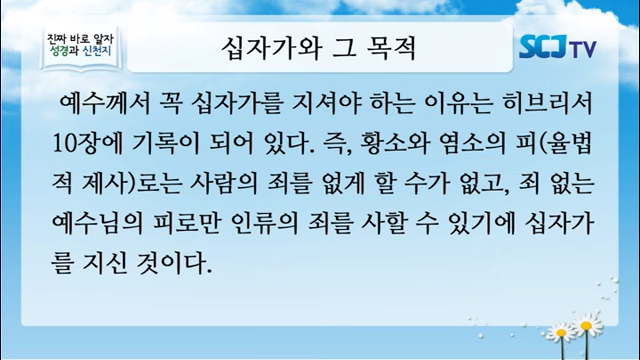 진짜 바로 알자
성경과 신천지
십자가와 그 목적
SCJ TV
예수께서 꼭 십자가를 지셔야 하는 이유는 히브리서
10장에 기록이 되어 있다. 즉, 황소와 염소의 피(율법
적 제사)로는 사람의 죄를 없게 할 수가 없고, 죄 없는
예수님의 피로만 인류의 죄를 사할 수 있기에 십자가
를 지신 것이다.